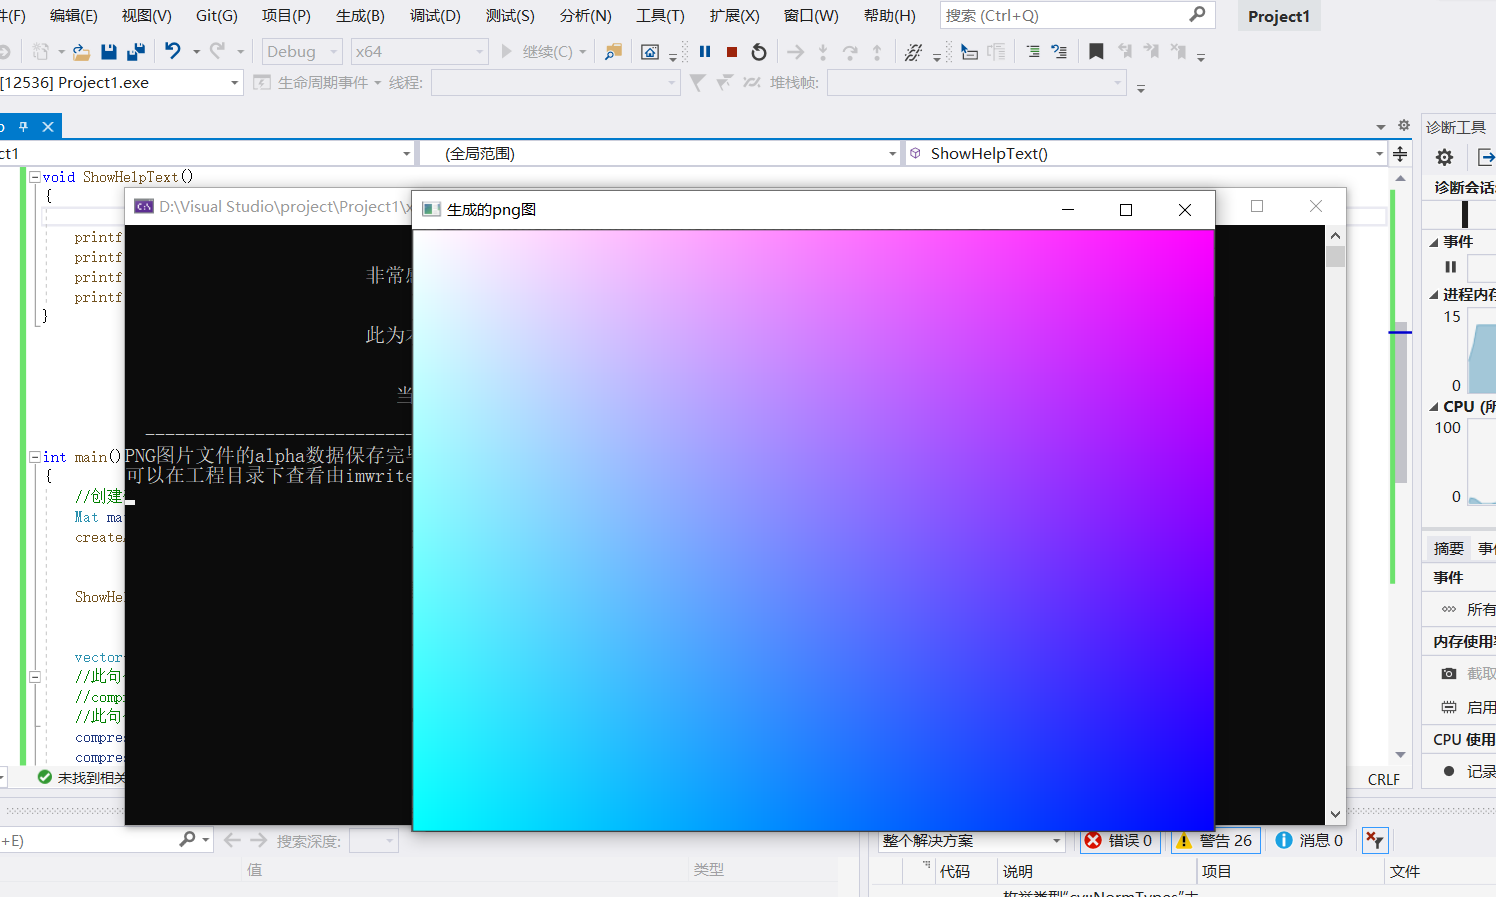 件(F) 编辑(E) 视图(V) Git(G) 项目(P) 生成(B) 调试(D) 测试(S) 分析(N) 工具(T) 扩展(X) 窗口(W) 帮助(H) 搜索 (Ctrl+Q) Project1
Debug x64 继续(C)
[12536] Project1.exe 生命周期事件 线程: 堆栈帧:
诊断工具
ct1 (全局范围) ShowHelpText()
void ShowHelpText()
{
printf
printf
printf
printf
}
int main()
{
//创建
Mat ma
create
ShowHel
vector
//此句
//comp
//此句
compre
compre
D:\Visual Studio\project\Project1\x
非常
此为
当
PNG图片文件的alpha数据保存完
可以在工程目录下查看由imwrite
生成的png图
诊断会话
事件
进程内存
15
0
CPU (所
100
0
摘要 事件
事件
所有
内存使用率
截取
启用
CPU 使用
记录
未找到相关
CRLF
+E) 搜索深度:
值 类型
整个解决方案 错误 0 警告 26 消息 0
代码 说明 项目 文件
枚举类型“cv::NormTypes”